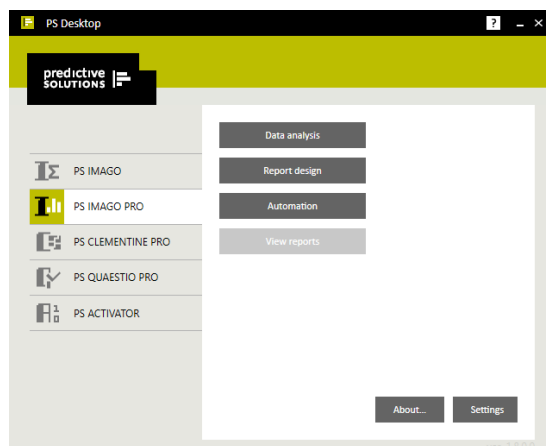 PS Desktop
?
predictive
SOLUTIONS
PS IMAGO
PS IMAGO PRO
PS CLEMENTINE PRO
PS QUAESTIO PRO
PS ACTIVATOR
Data analysis
Report design
Automation
View reports
About...
Settings